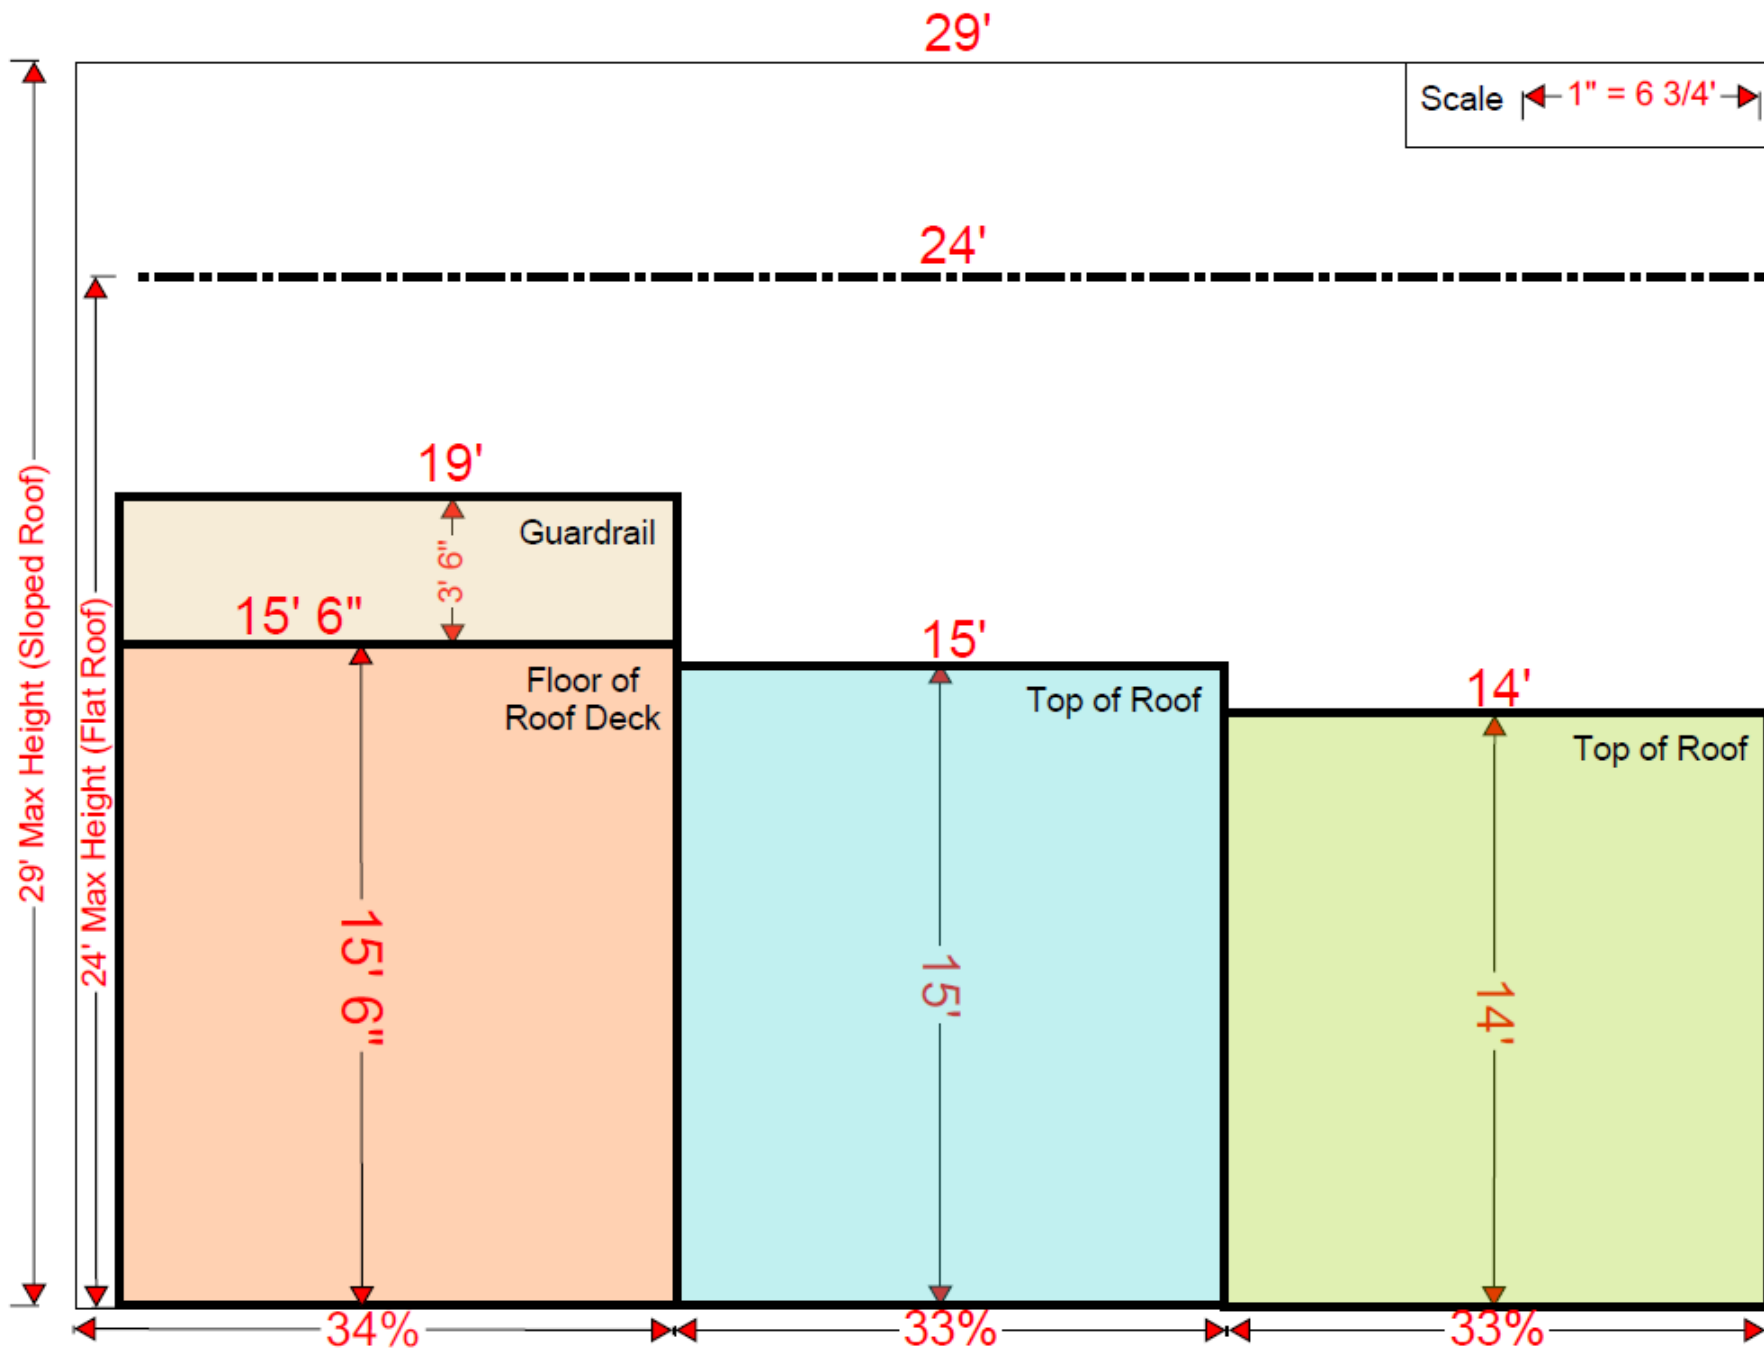 29'
Scale 1" = 6 3/4'
24'
29' Max Height (Sloped Roof)
24' Max Height (Flat Roof)
19'
Guardrail
3' 6"
15' 6"
Floor of
Roof Deck
15' 6"
15'
Top of Roof
15'
14'
Top of Roof
14'
34%
33%
33%